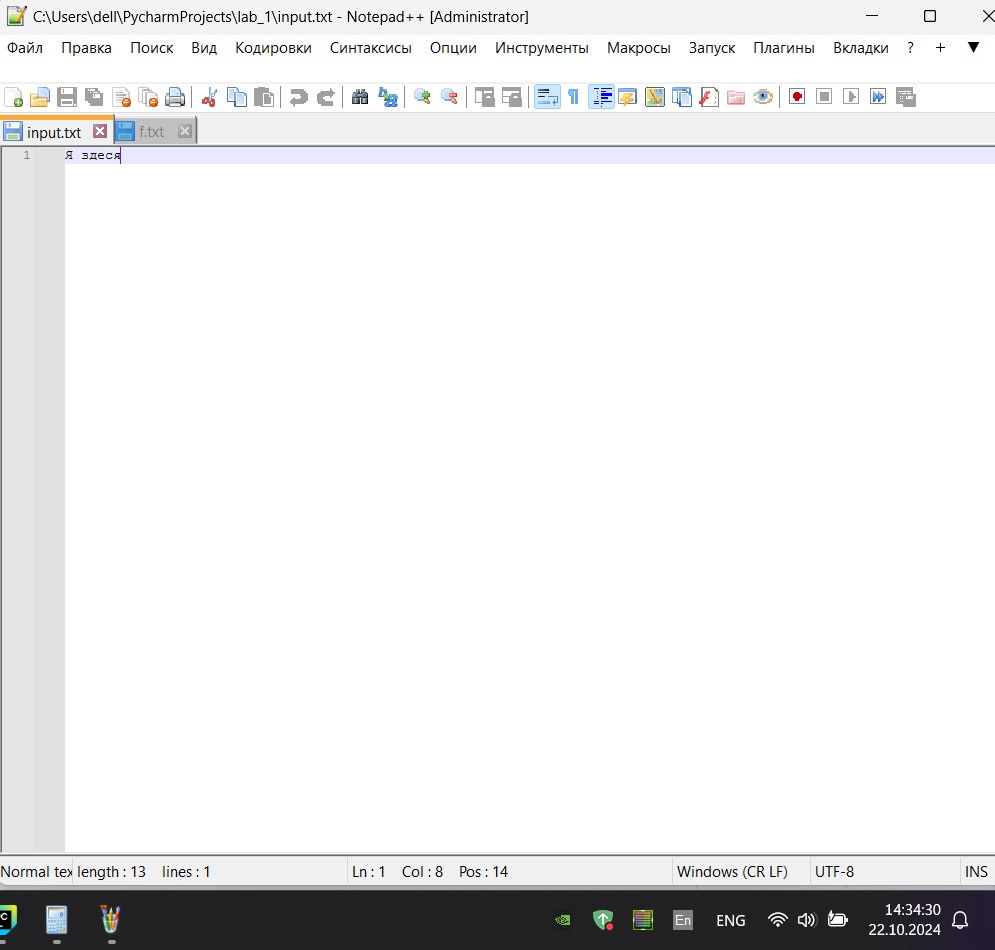 C:\Users\dell\PycharmProjects\lab_1\input.txt - Notepad++ [Administrator]
Файл Правка Поиск Вид Кодировки Синтаксисы Опции Инструменты Макросы Запуск Плагины Вкладки ? + ▼
input.txt f.txt
1 Я здеся
Normal tex length : 13 lines : 1 Ln : 1 Col : 8 Pos : 14 Windows (CR LF) UTF-8 INS
En ENG 14:34:30
22.10.2024